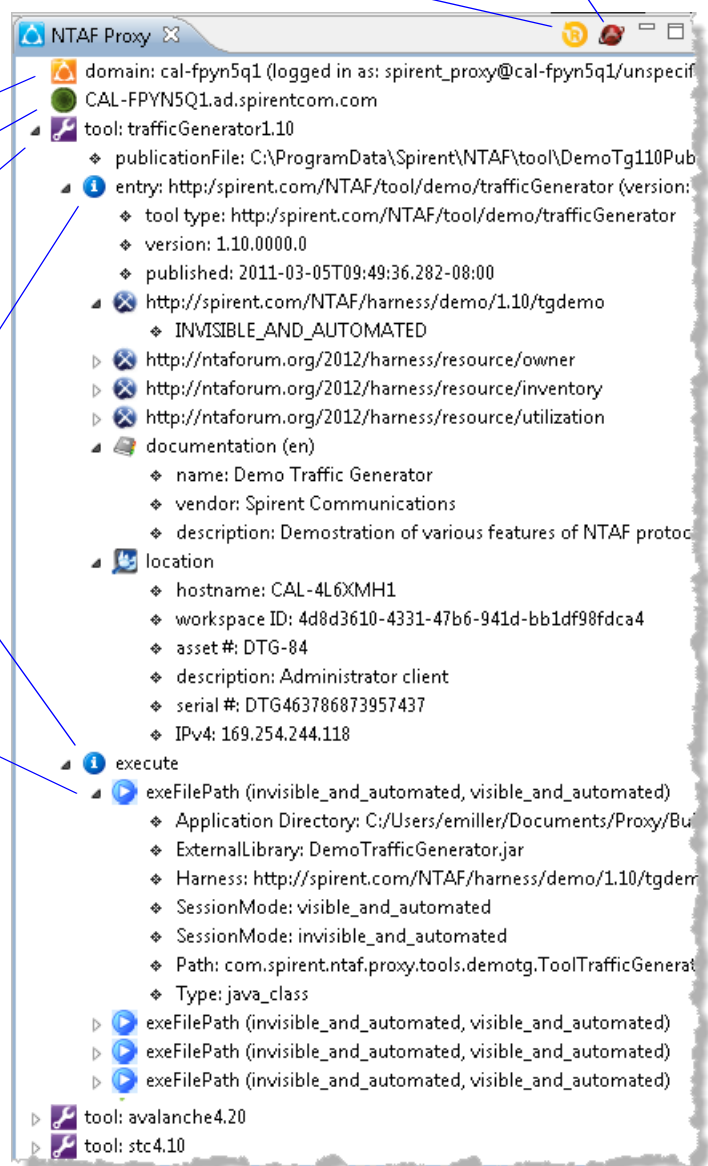 NTAF Proxy
domain: cal-fpyn5q1 (logged in as: spirent_proxy@cal-fpyn5q1/unspecif
CAL-FPYN5Q1.ad.spirentcom.com
tool: trafficGenerator1.10
publicationFile: C:\ProgramData\Spirent\NTAF\tool\DemoTg110Pub
entry: http:/spirent.com/NTAF/tool/demo/trafficGenerator (version:
tool type: http:/spirent.com/NTAF/tool/demo/trafficGenerator
version: 1.10.0000.0
published: 2011-03-05T09:49:36.282-08:00
http://spirent.com/NTAF/harness/demo/1.10/tgdemo
INVISIBLE_AND_AUTOMATED
http://ntaforum.org/2012/harness/resource/owner
http://ntaforum.org/2012/harness/resource/inventory
http://ntaforum.org/2012/harness/resource/utilization
documentation (en)
name: Demo Traffic Generator
vendor: Spirent Communications
description: Demostration of various features of NTAF protoc
location
hostname: CAL-4L6XMH1
workspace ID: 4d8d3610-4331-47b6-941d-bb1df98fdca4
asset #: DTG-84
description: Administrator client
serial #: DTG463786873957437
IPv4: 169.254.244.118
execute
exeFilePath (invisible_and_automated, visible_and_automated)
Application Directory: C:/Users/emiller/Documents/Proxy/Bui
ExternalLibrary: DemoTrafficGenerator.jar
Harness: http://spirent.com/NTAF/harness/demo/1.10/tgdem
SessionMode: visible_and_automated
SessionMode: invisible_and_automated
Path: com.spirent.ntaf.proxy.tools.demotg.ToolTrafficGenerat
Type: java_class
exeFilePath (invisible_and_automated, visible_and_automated)
exeFilePath (invisible_and_automated, visible_and_automated)
exeFilePath (invisible_and_automated, visible_and_automated)
tool: avalanche4.20
tool: stc4.10